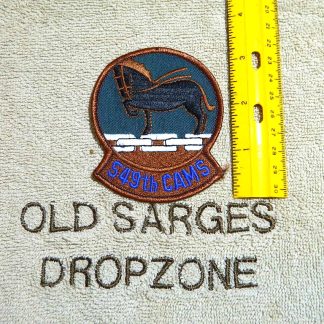 549th CAMS
OLD SARGES
DROPZONE